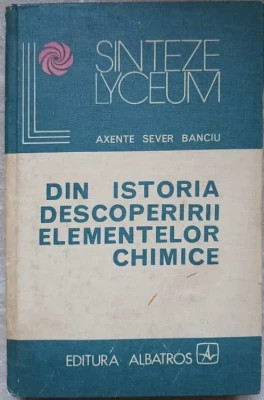 SINTEZE
LYCEUM
AXENTE SEVER BANCIU
DIN ISTORIA
DESCOPERIRII
ELEMENTELOR
CHIMICE
EDITURA ALBATROS